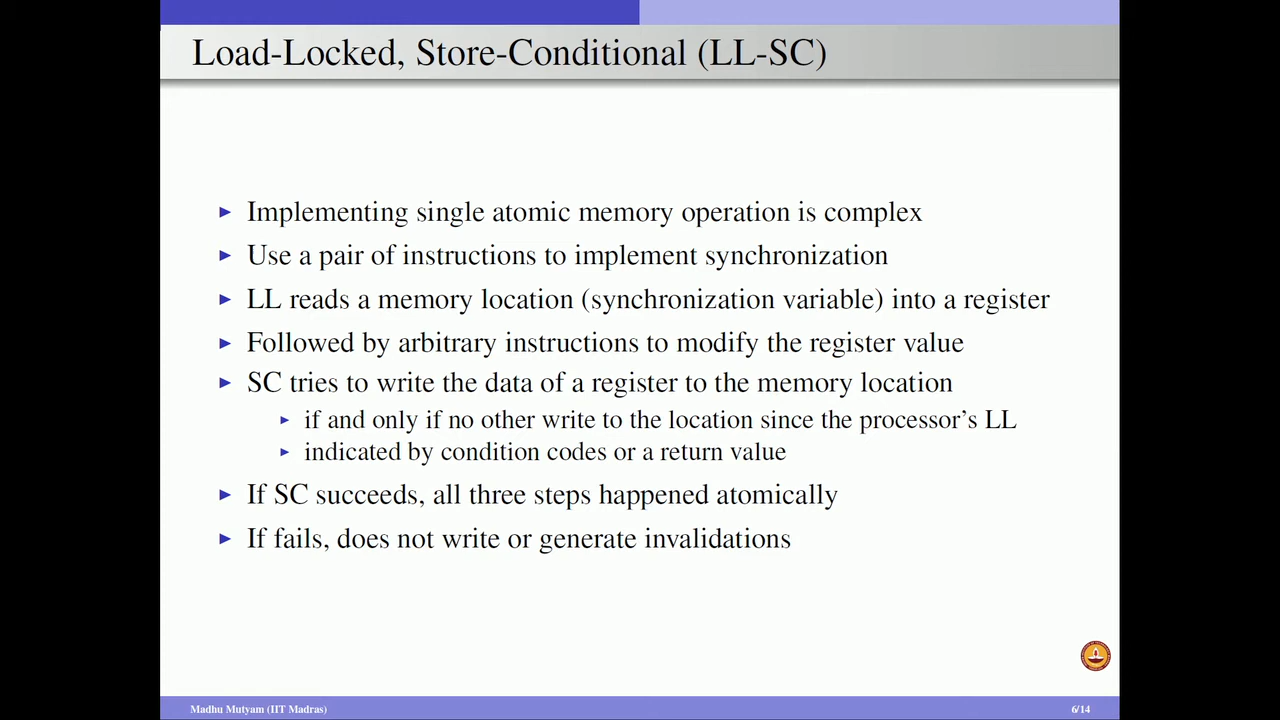 Load-Locked, Store-Conditional (LL-SC)
Implementing single atomic memory operation is complex
Use a pair of instructions to implement synchronization
LL reads a memory location (synchronization variable) into a register
Followed by arbitrary instructions to modify the register value
SC tries to write the data of a register to the memory location
if and only if no other write to the location since the processor's LL
indicated by condition codes or a return value
If SC succeeds, all three steps happened atomically
If fails, does not write or generate invalidations
Madhu Mutyam (IIT Madras) 6/14